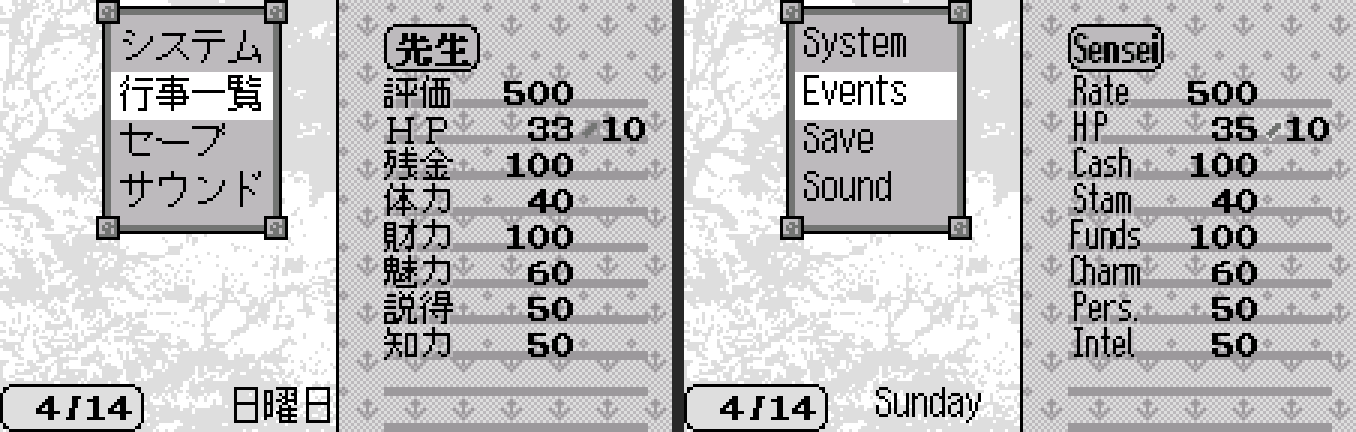 システム
行事一覧
セーブ
サウンド
4/14
日曜日
先生
評価 500
HP 33/10
残金 100
体力 40
財力 100
魅力 60
説得 50
知力 50
System
Events
Save
Sound
4/14
Sunday
Sensei
Rate 500
HP 35/10
Cash 100
Stam 40
Funds 100
Charm 60
Pers. 50
Intel 50